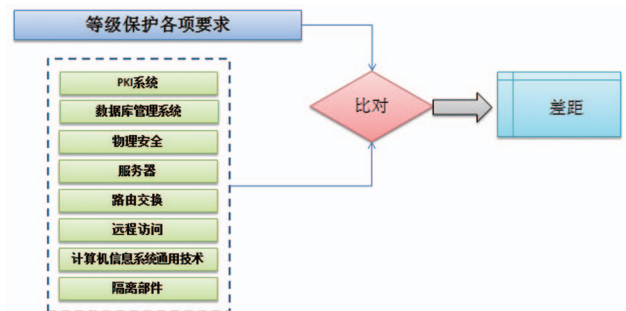 等级保护各项要求
PKI系统
数据库管理系统
物理安全
服务器
路由交换
远程访问
计算机信息系统通用技术
隔离部件
比对
差距